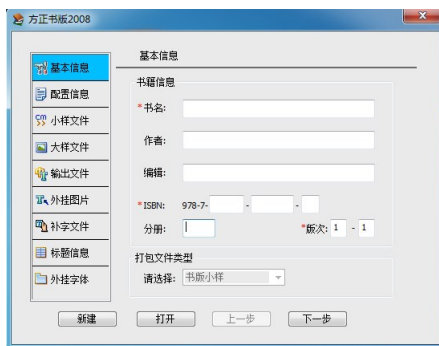 方正书版2008
基本信息
配置信息
小样文件
大样文件
输出文件
外挂图片
补字文件
标题信息
外挂字体
基本信息
书籍信息
*书名:
作者:
编辑:
*ISBN: 978-7- - -
分册: *版次: 1 - 1
打包文件类型
请选择: 书版小样
新建 打开 上一步 下一步